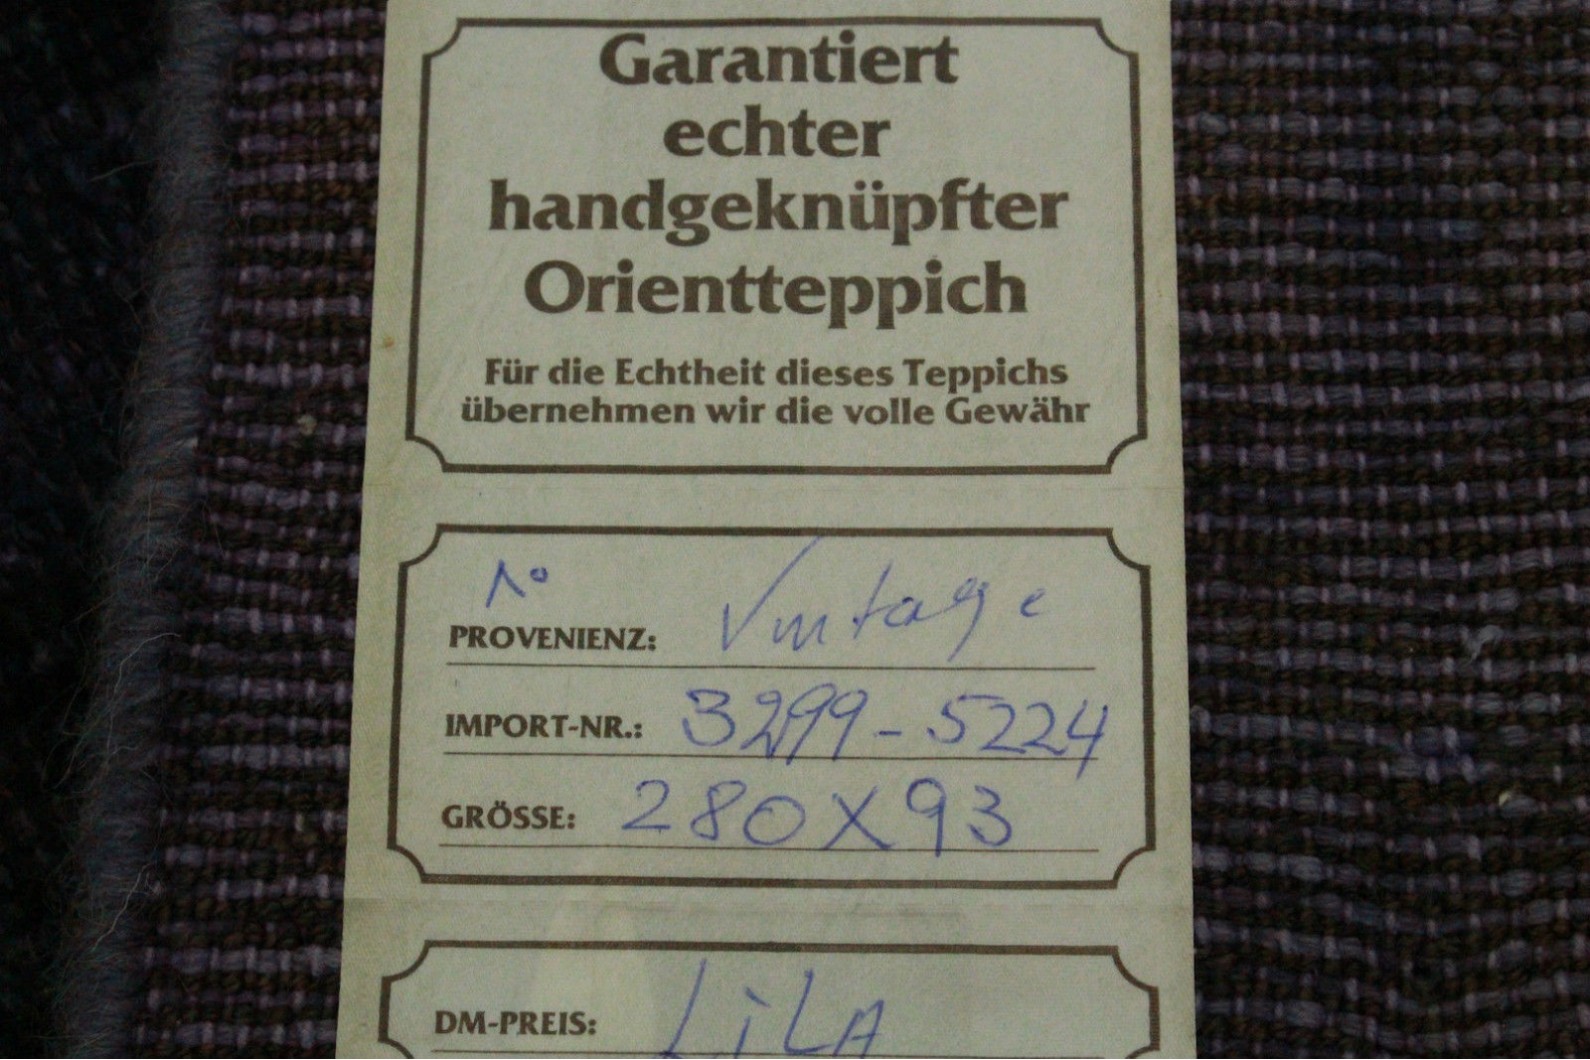 Garantiert
echter
handgeknüpfter
Orientteppich
Für die Echtheit dieses Teppichs
übernehmen wir die volle Gewähr
N°
PROVENIENZ: Vintage
IMPORT-NR.: 3299-5224
GRÖSSE: 280X93
DM-PREIS: LiLA